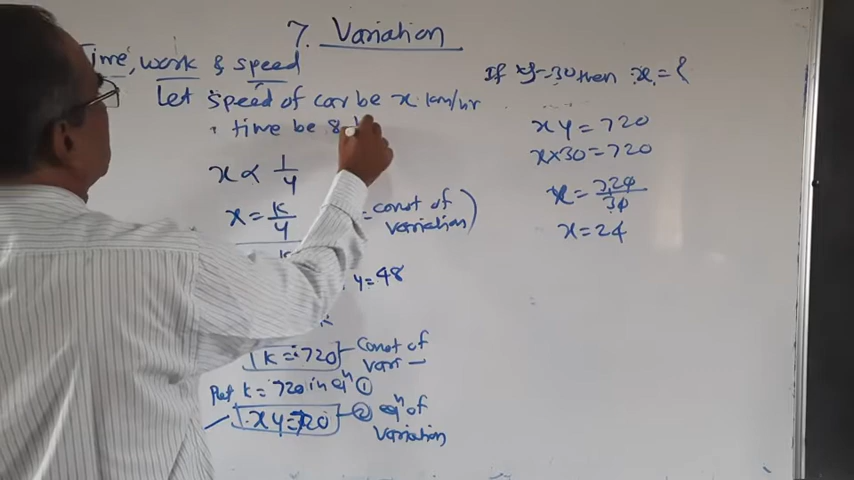 7. Variation
Time, work & speed
Let speed of car be x km/hr
time be 8
x ∝ 1/y
x = k/y
= const of variation)
y = 48
k = 720 — Const of
vari —
Put k = 720 in eqⁿ ①
xy = 720 — ② eqⁿ of
variation
If y = 30 then x = {
xy = 720
x×30 = 720
x = 720/30
x = 24